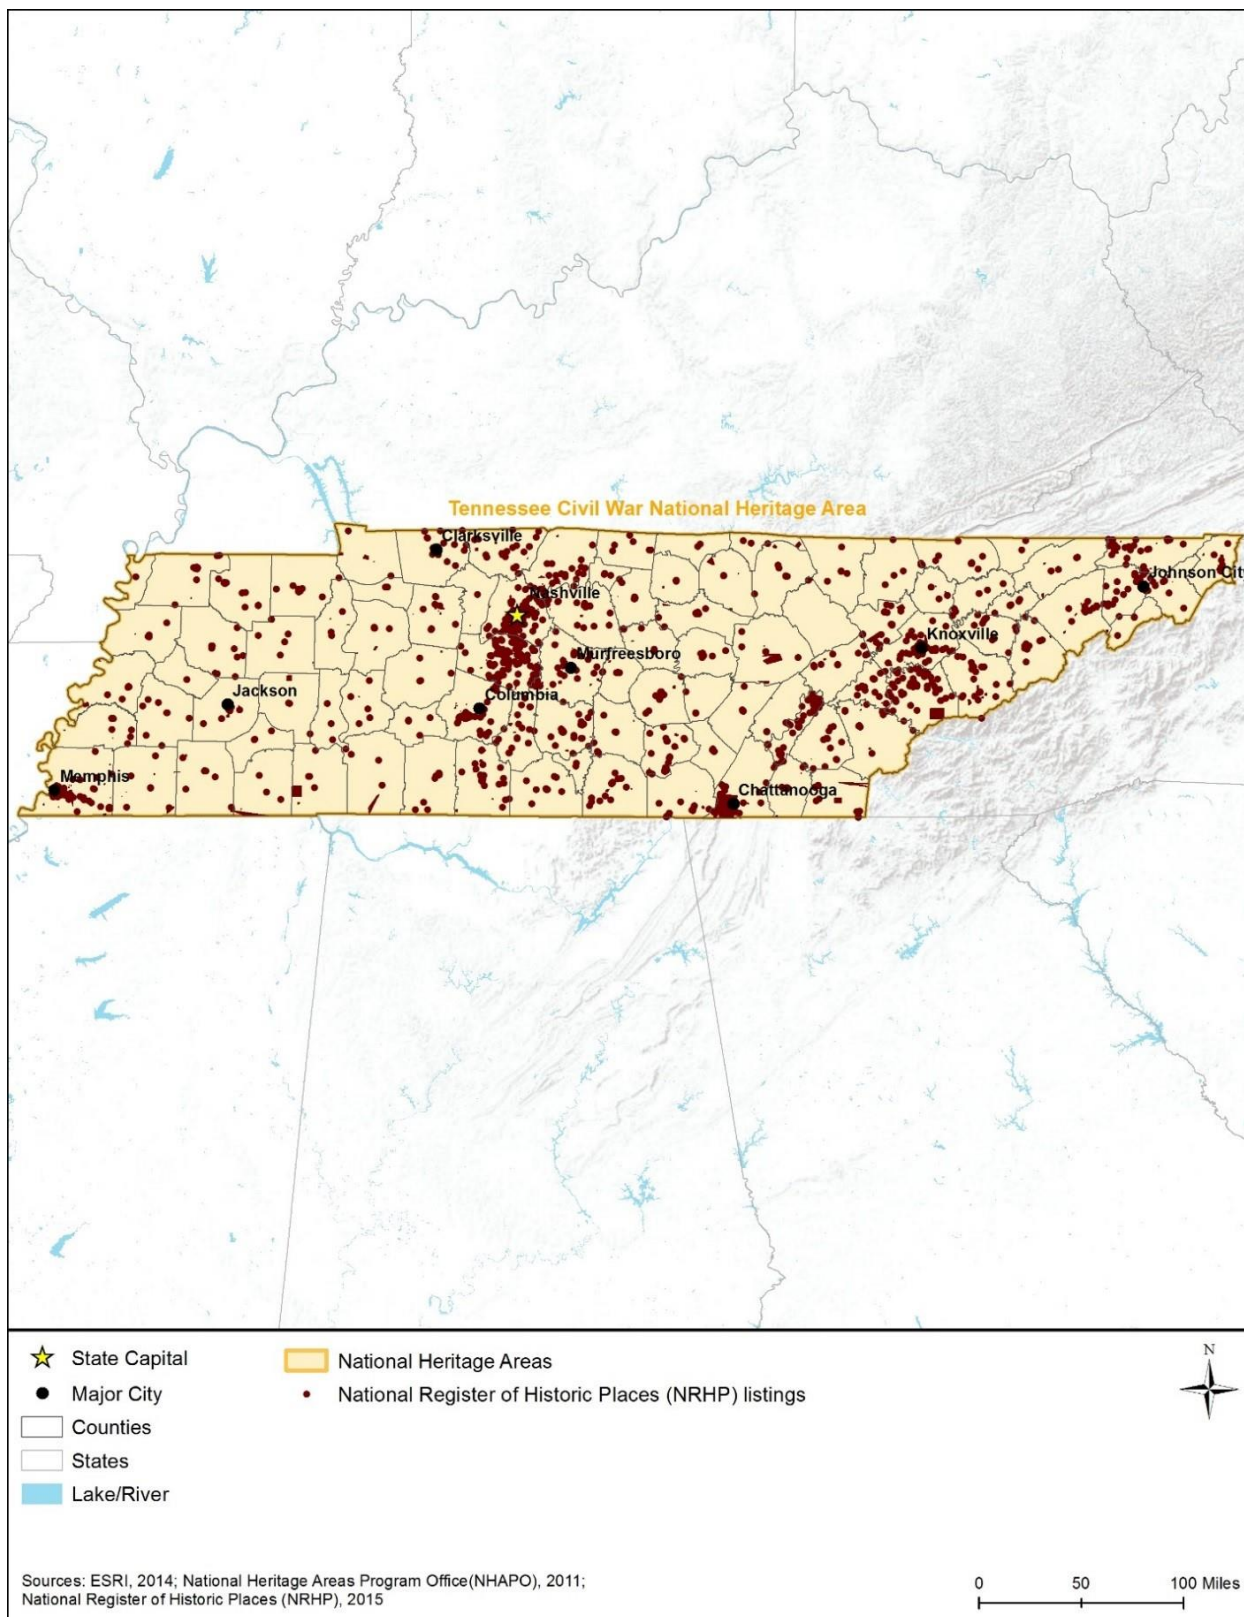 Tennessee Civil War National Heritage Area
Clarksville
Johnson City
Nashville
Knoxville
Murfreesboro
Jackson
Columbia
Memphis
Chattanooga
State Capital
National Heritage Areas
N
Major City
National Register of Historic Places (NRHP) listings
Counties
States
Lake/River
Sources: ESRI, 2014; National Heritage Areas Program Office(NHAPO), 2011;
National Register of Historic Places (NRHP), 2015
0 50 100 Miles